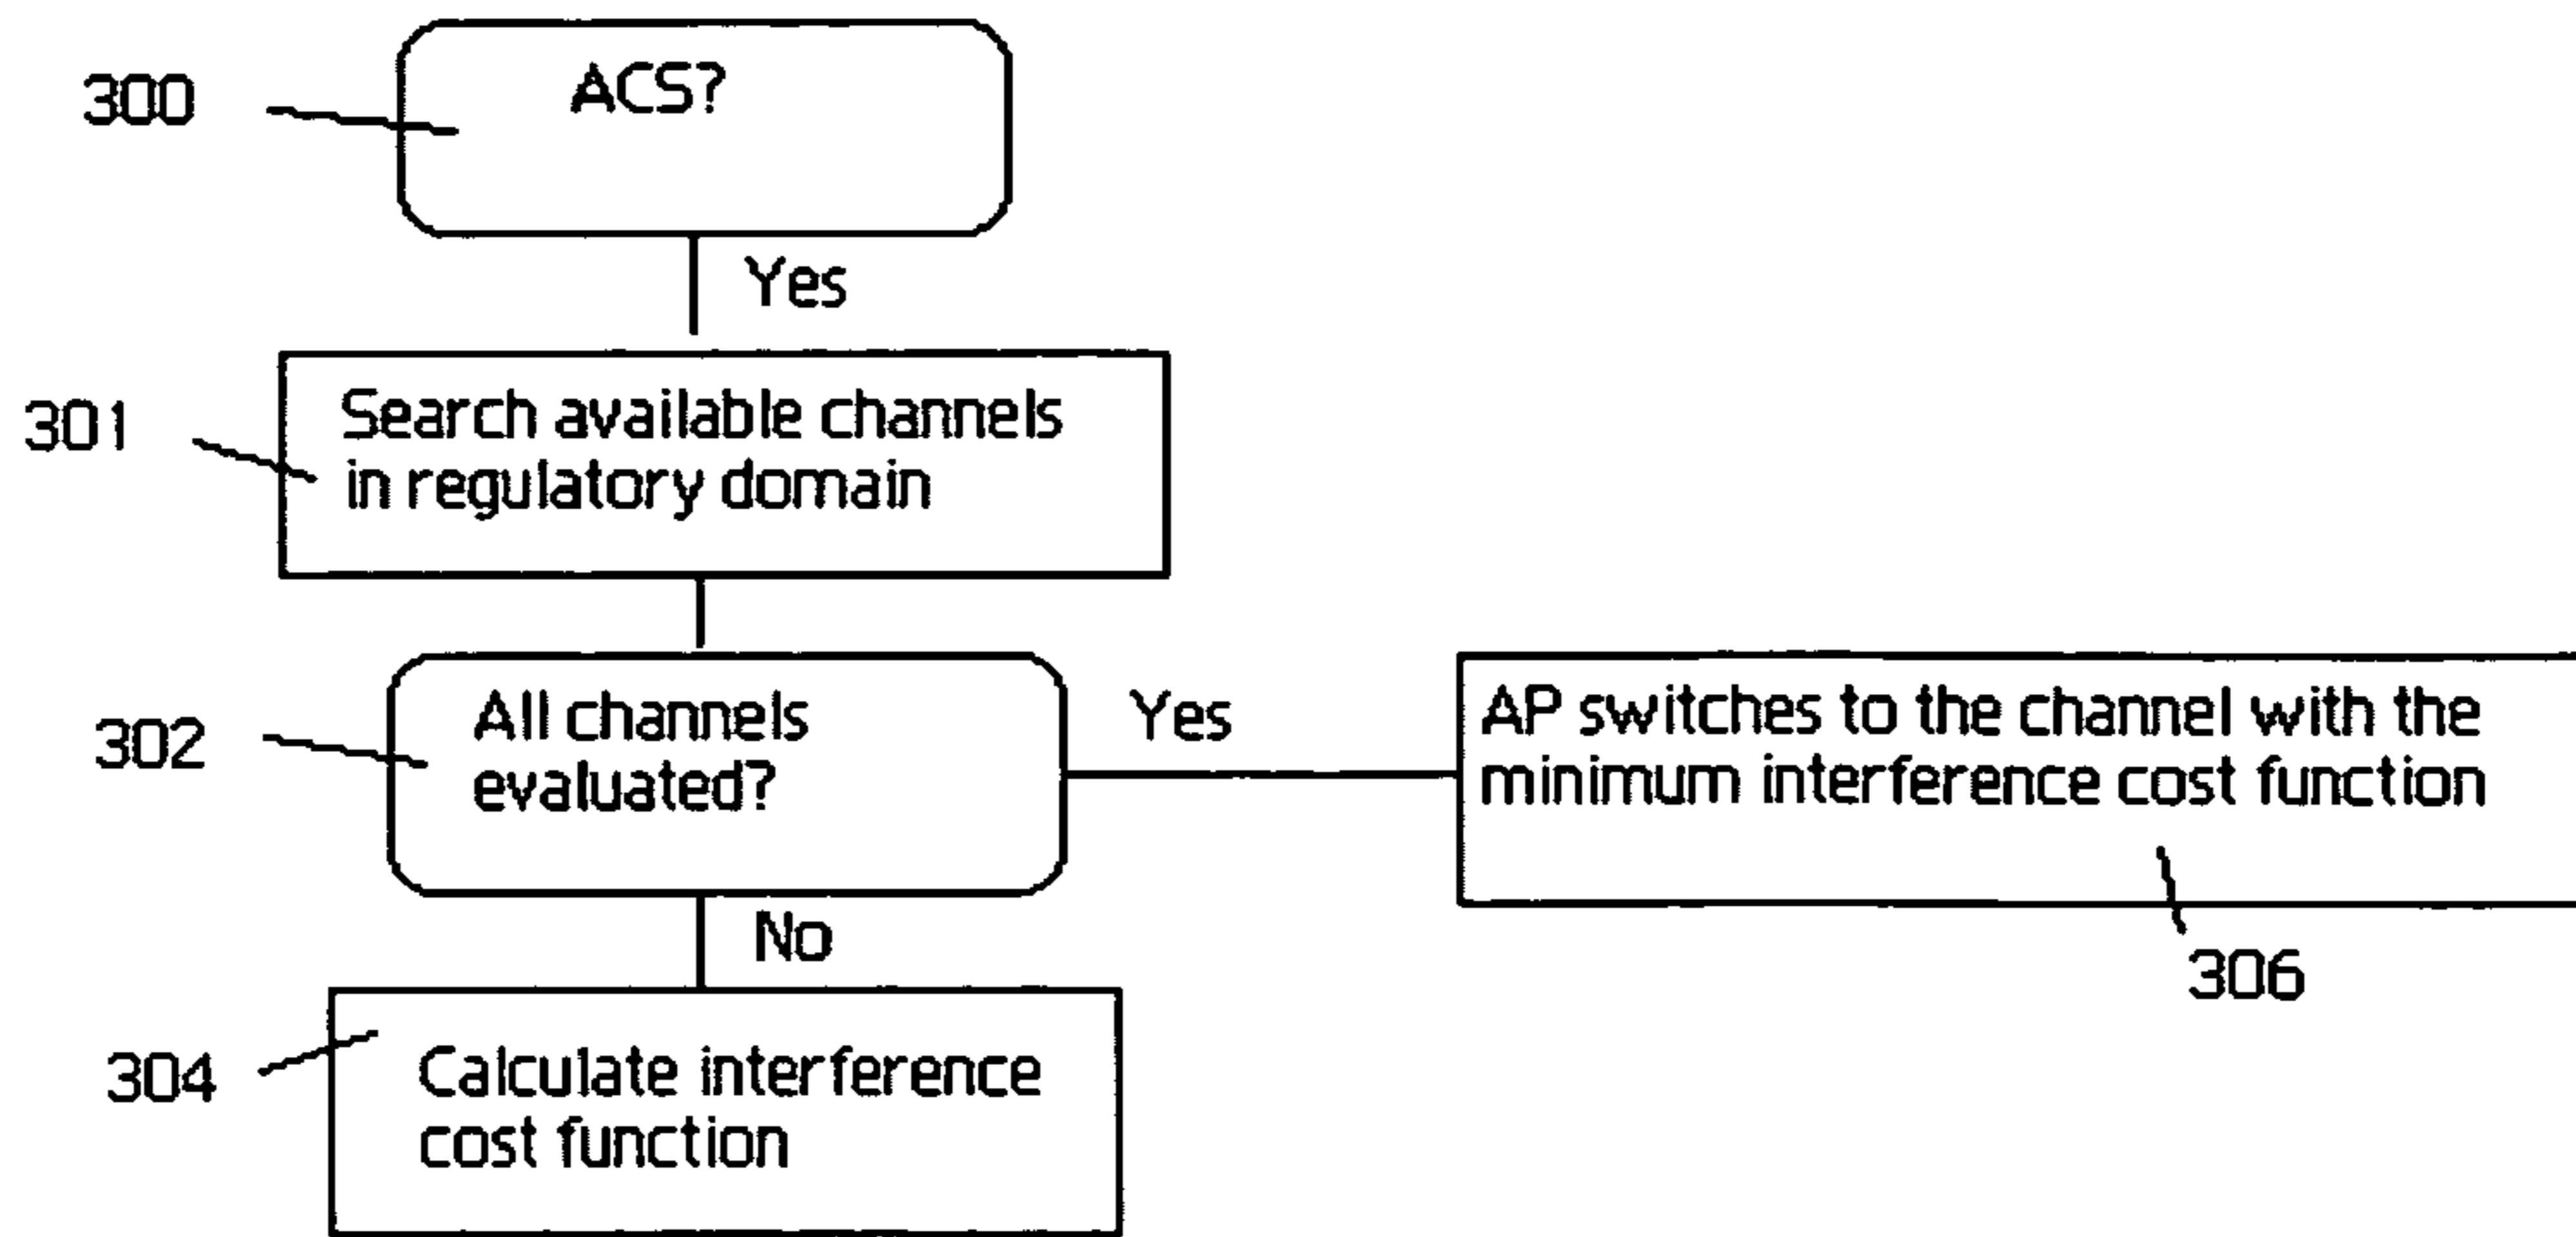 300
ACS?
Yes
301
Search available channels
in regulatory domain
302
All channels
evaluated?
Yes
AP switches to the channel with the
minimum interference cost function
No
306
304
Calculate interference
cost function